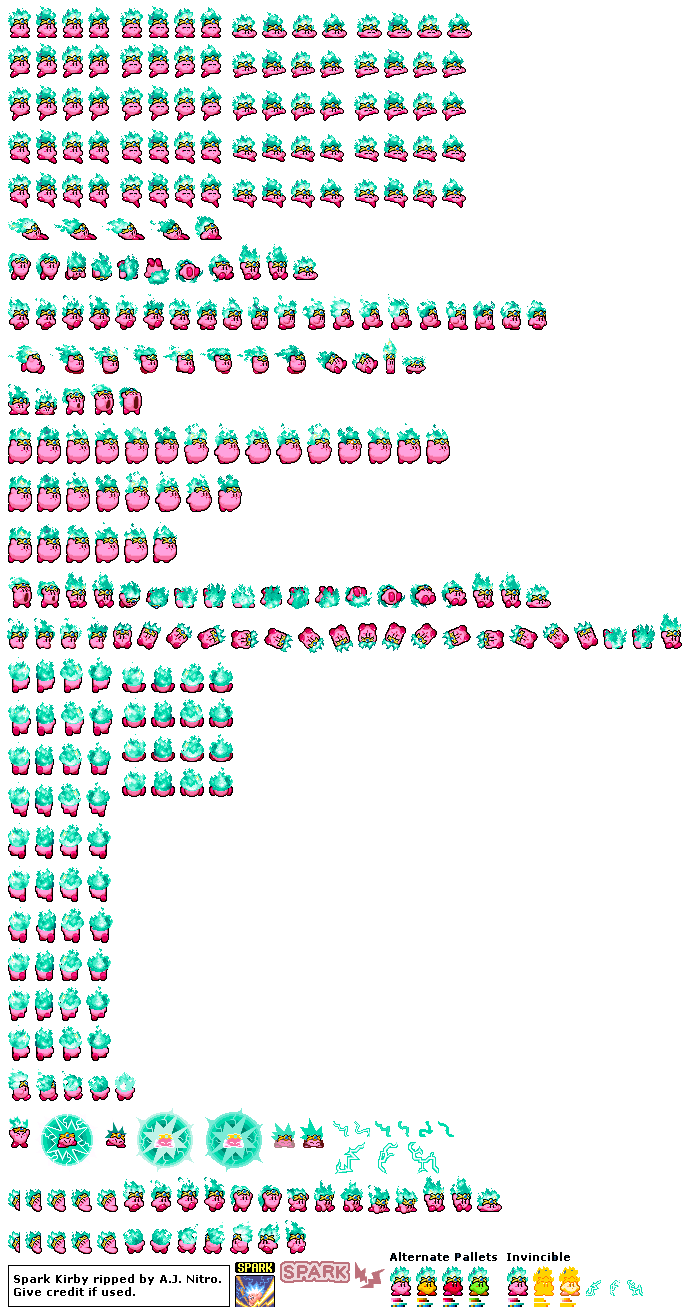 Alternate Pallets Invincible
SPARK SPARK
Spark Kirby ripped by A.J. Nitro.
Give credit if used.